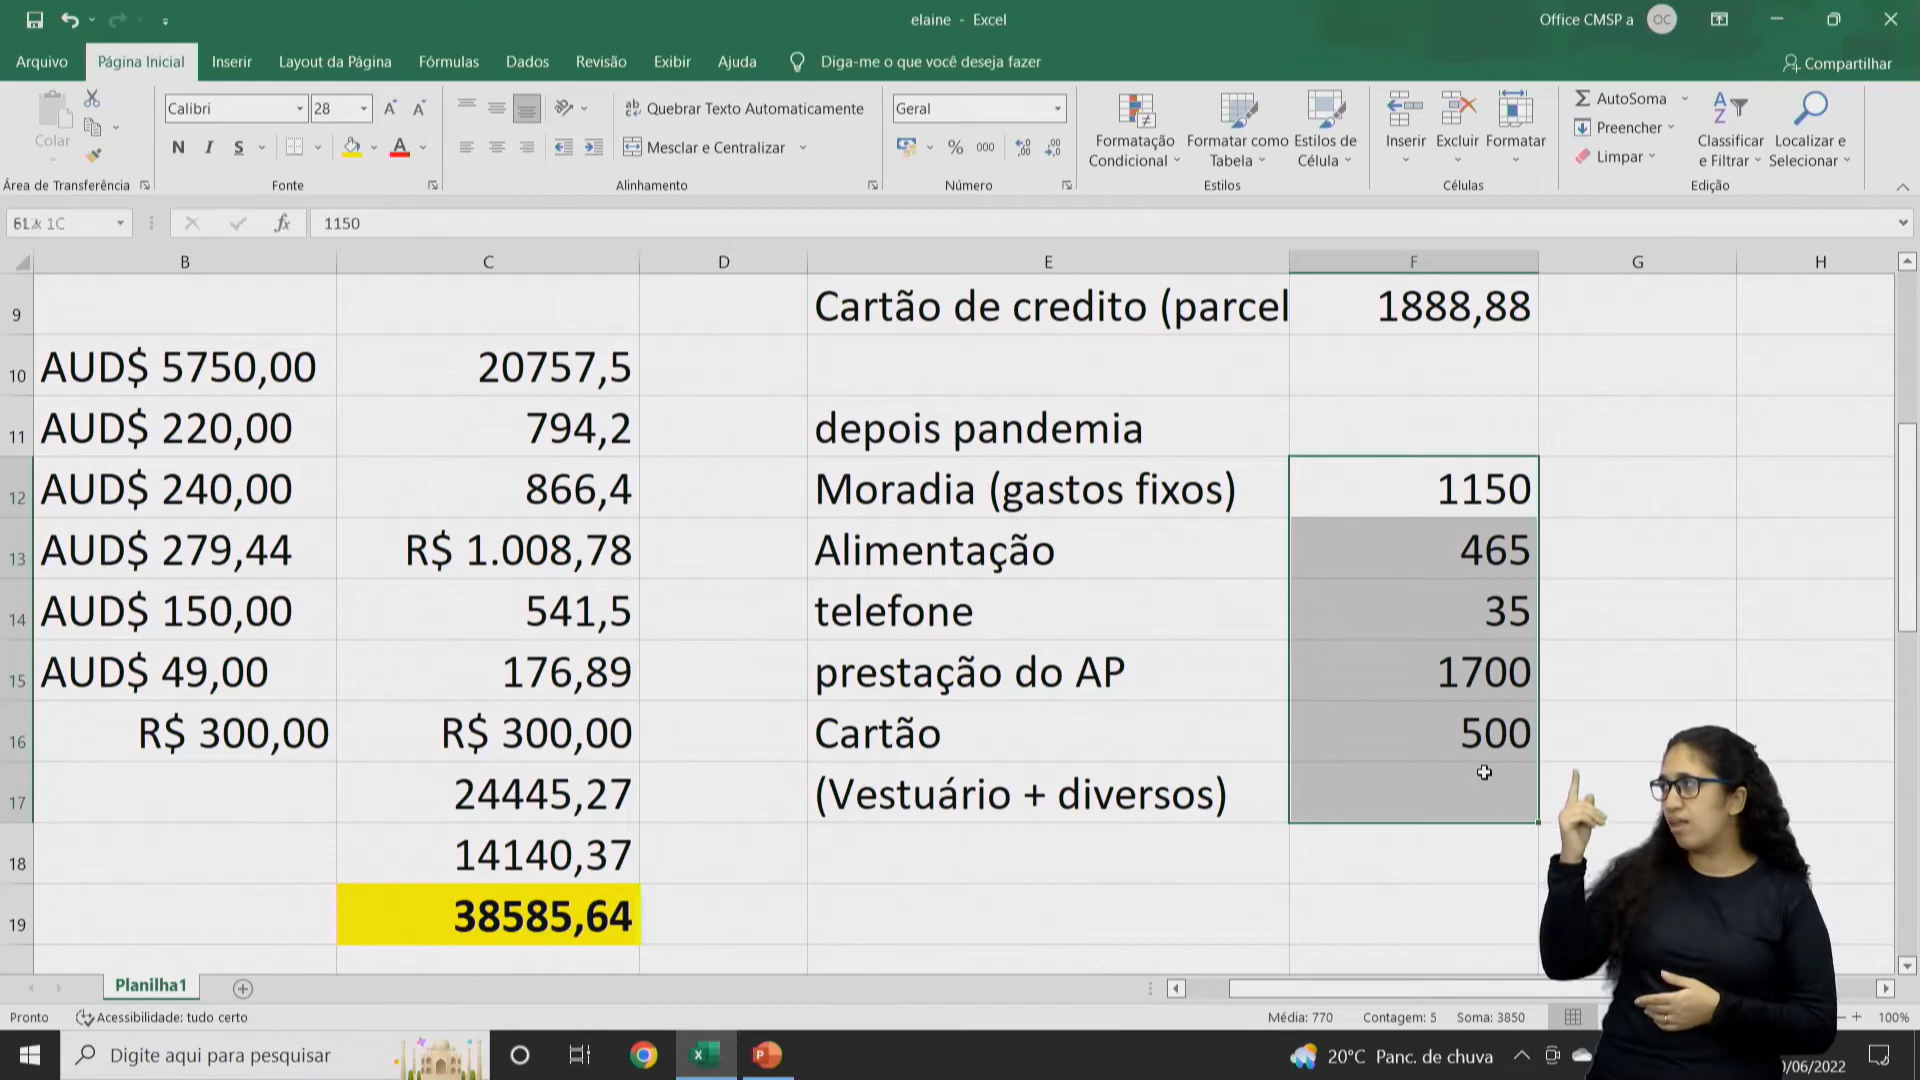 elaine - Excel
Office CMSP a
OC
Arquivo
Página Inicial
Inserir
Layout da Página
Fórmulas
Dados
Revisão
Exibir
Ajuda
Diga-me o que você deseja fazer
Compartilhar
Colar
Calibri
28
Quebrar Texto Automaticamente
Geral
Formatação Condicional
Formatar como Tabela
Estilos de Célula
Inserir
Excluir
Formatar
AutoSoma
Preencher
Limpar
Classificar e Filtrar
Localizar e Selecionar
N I S
Mesclar e Centralizar
% 000
Área de Transferência
Fonte
Alinhamento
Número
Estilos
Células
Edição
fx
1150
B C D E F G H
9 Cartão de credito (parcel 1888,88
10 AUD$ 5750,00 20757,5
11 AUD$ 220,00 794,2 depois pandemia
12 AUD$ 240,00 866,4 Moradia (gastos fixos) 1150
13 AUD$ 279,44 R$ 1.008,78 Alimentação 465
14 AUD$ 150,00 541,5 telefone 35
15 AUD$ 49,00 176,89 prestação do AP 1700
16 R$ 300,00 R$ 300,00 Cartão 500
17 24445,27 (Vestuário + diversos)
18 14140,37
19 38585,64
Planilha1
Pronto
Acessibilidade: tudo certo
Média: 770
Contagem: 5
Soma: 3850
100%
Digite aqui para pesquisar
20°C Panc. de chuva
/06/2022